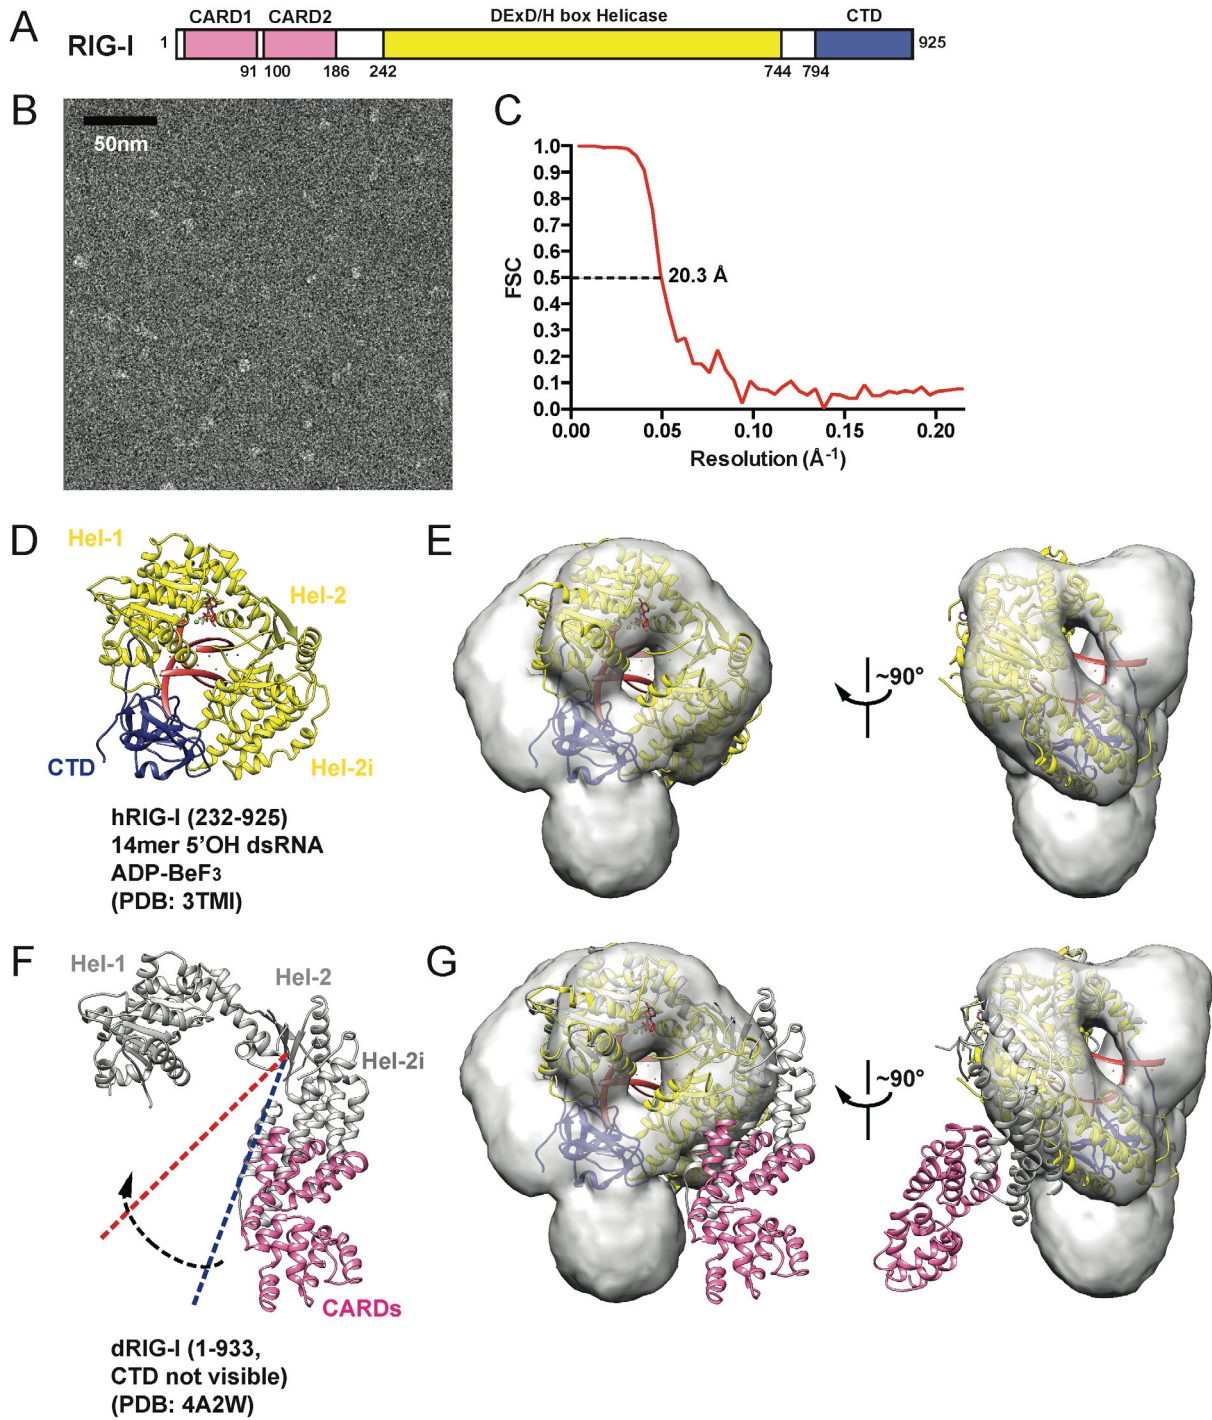 A
CARD1 CARD2 DExD/H box Helicase CTD
RIG-I 1 925
91 100 186 242 744 794
B
50nm
C
1.0
0.9
0.8
0.7
0.6
0.5
0.4
0.3
0.2
0.1
0.0
FSC
20.3 Å
0.00 0.05 0.10 0.15 0.20
Resolution (Å-1)
D
Hel-1
Hel-2
CTD
Hel-2i
hRIG-I (232-925)
14mer 5'OH dsRNA
ADP-BeF3
(PDB: 3TMI)
E
~90°
F
Hel-1
Hel-2
Hel-2i
CARDs
dRIG-I (1-933,
CTD not visible)
(PDB: 4A2W)
G
~90°